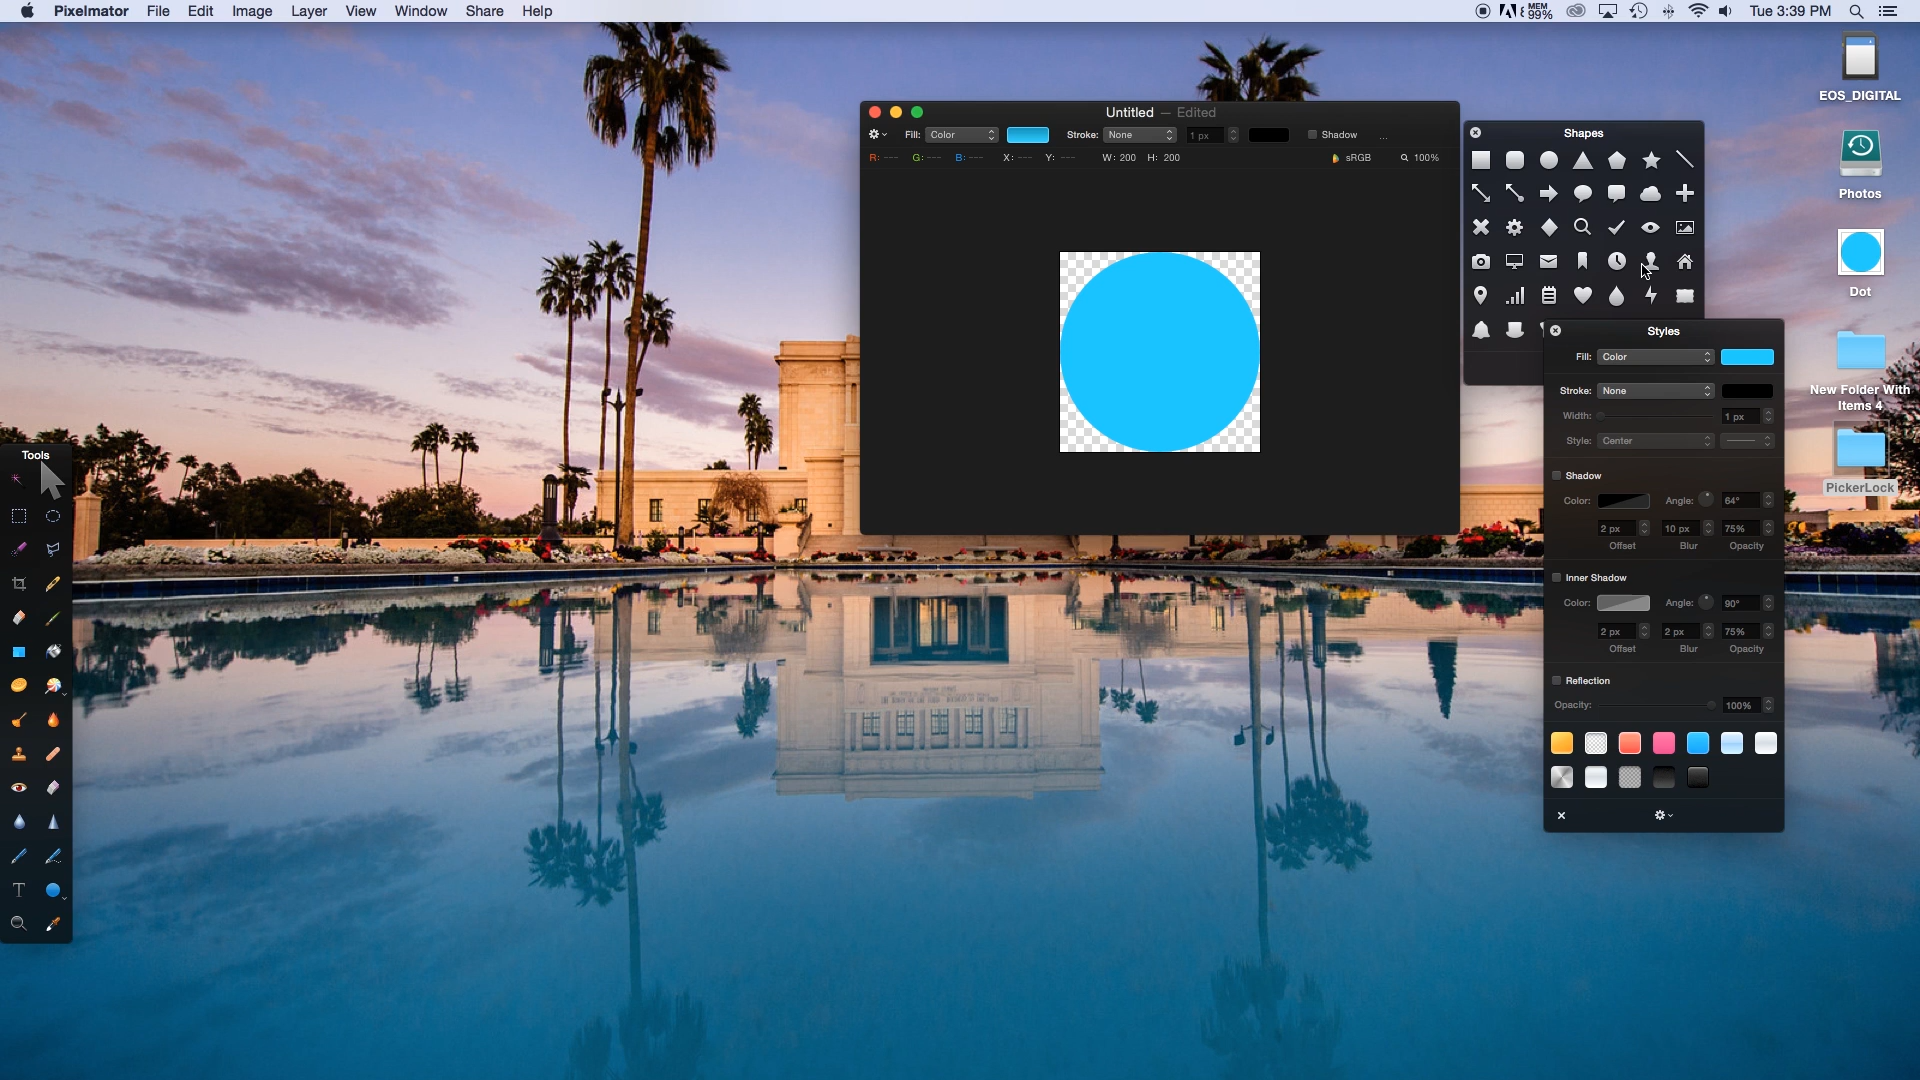 Pixelmator File Edit Image Layer View Window Share Help
MEM
99%
Tue 3:39 PM
EOS_DIGITAL
Photos
Dot
New Folder With
Items 4
PickerLock
Tools
Untitled — Edited
Fill: Color Stroke: None 1 px Shadow ...
R: --- G: --- B: --- X: --- Y: --- W: 200 H: 200 sRGB 100%
Shapes
Styles
Fill: Color
Stroke: None
Width: 1 px
Style: Center
Shadow
Color: Angle: 64°
2 px 10 px 75%
Offset Blur Opacity
Inner Shadow
Color: Angle: 90°
2 px 2 px 75%
Offset Blur Opacity
Reflection
Opacity: 100%
T